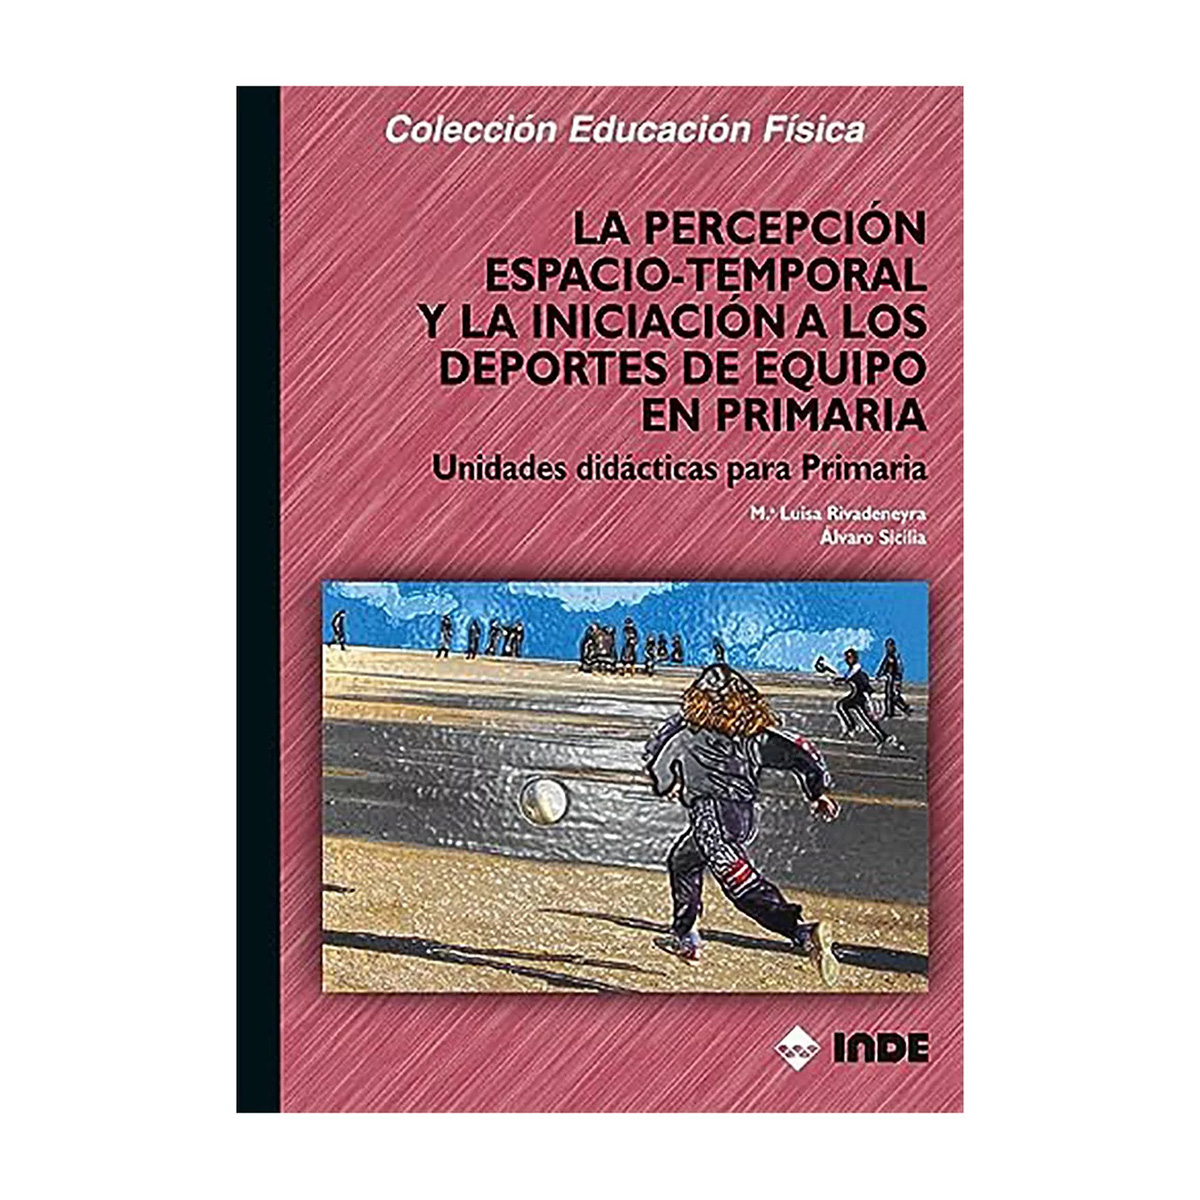 Colección Educación Física
LA PERCEPCIÓN
ESPACIO-TEMPORAL
Y LA INICIACIÓN A LOS
DEPORTES DE EQUIPO
EN PRIMARIA
Unidades didácticas para Primaria
M.ª Luisa Rivadeneyra
Álvaro Sicilia
INDE